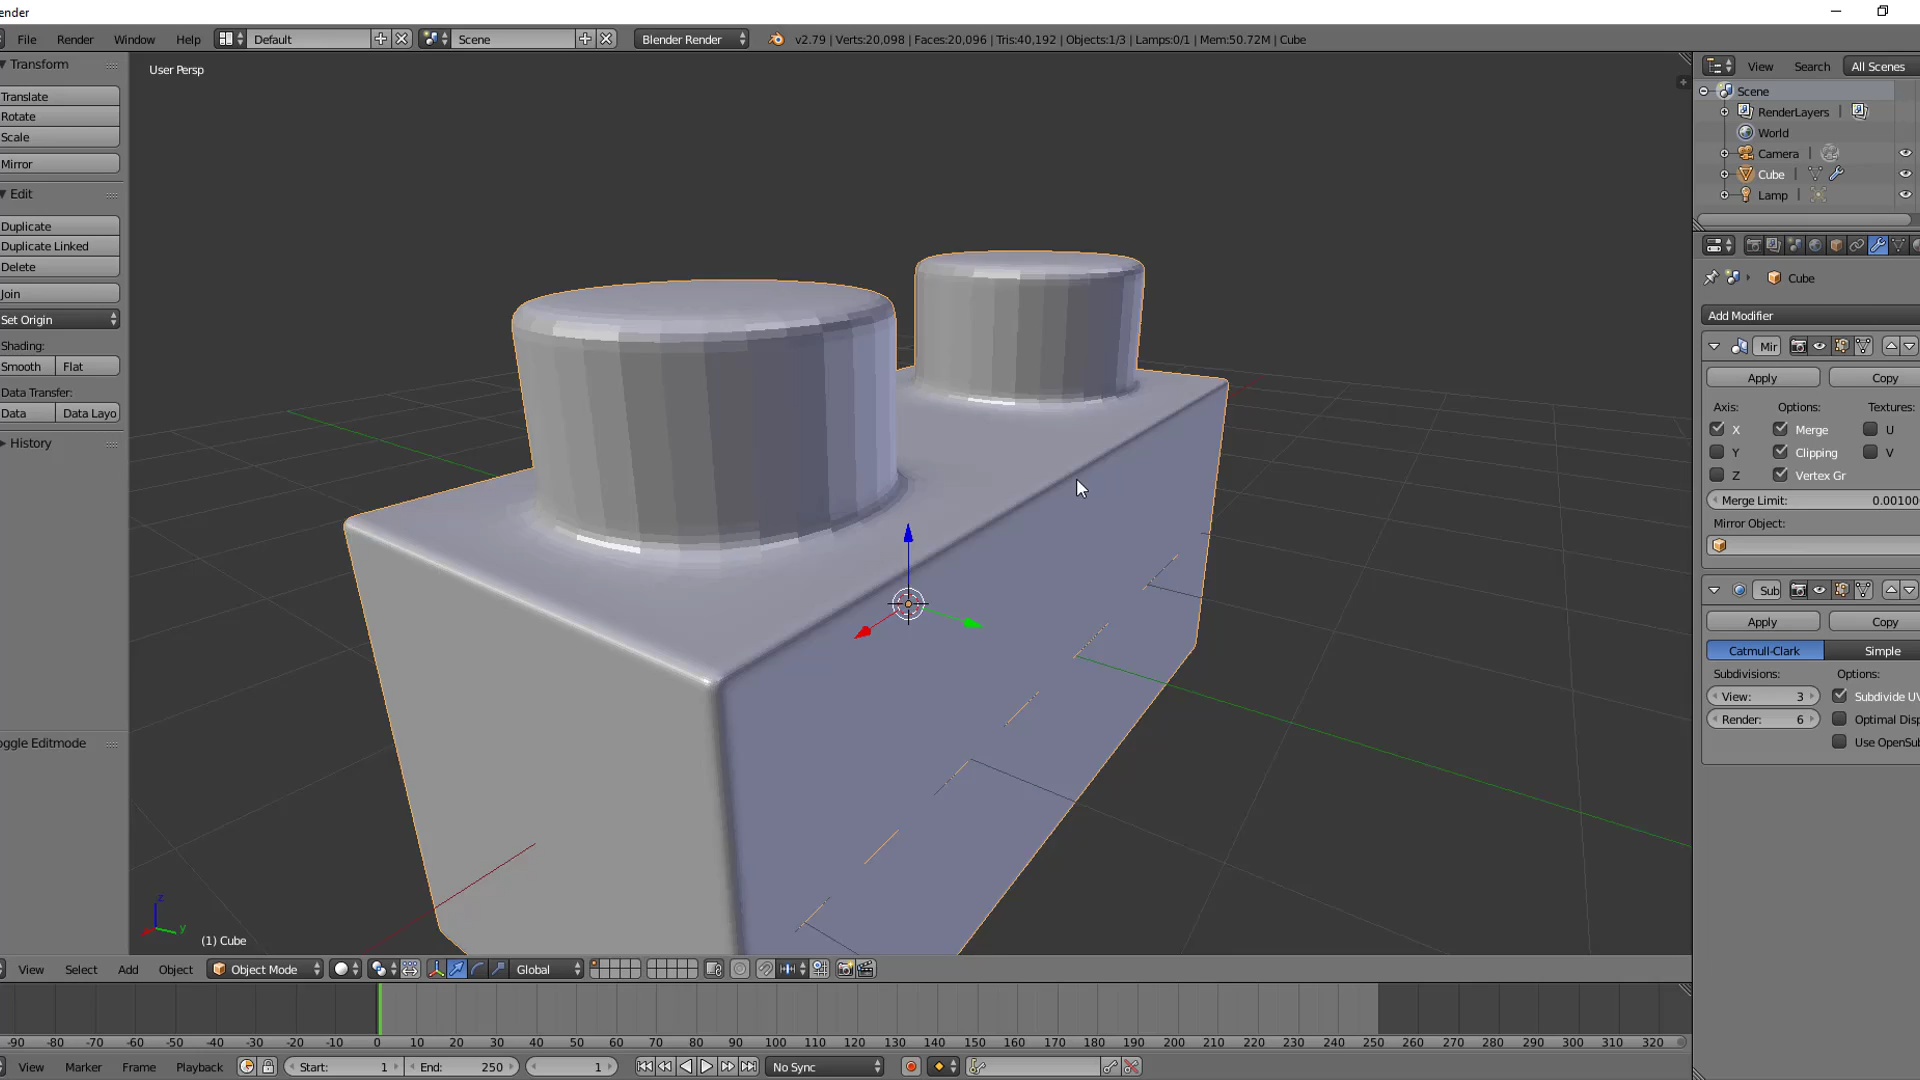 ender
File Render Window Help Default Scene Blender Render v2.79 | Verts:20,098 | Faces:20,096 | Tris:40,192 | Objects:1/3 | Lamps:0/1 | Mem:50.72M | Cube
Transform
Translate
Rotate
Scale
Mirror
Edit
Duplicate
Duplicate Linked
Delete
Join
Set Origin
Shading:
Smooth Flat
Data Transfer:
Data Data Layo
History
oggle Editmode
User Persp
z
y
(1) Cube
View Search All Scenes
Scene
RenderLayers |
World
Camera |
Cube |
Lamp |
Cube
Add Modifier
Mir
Apply Copy
Axis: Options: Textures:
X Merge U
Y Clipping V
Z Vertex Gr
Merge Limit: 0.00100
Mirror Object:
Sub
Apply Copy
Catmull-Clark Simple
Subdivisions: Options:
View: 3 Subdivide UV
Render: 6 Optimal Disp
Use OpenSub
View Select Add Object Object Mode Global
-90 -80 -70 -60 -50 -40 -30 -20 -10 0 10 20 30 40 50 60 70 80 90 100 110 120 130 140 150 160 170 180 190 200 210 220 230 240 250 260 270 280 290 300 310 320
View Marker Frame Playback Start: 1 End: 250 1 No Sync